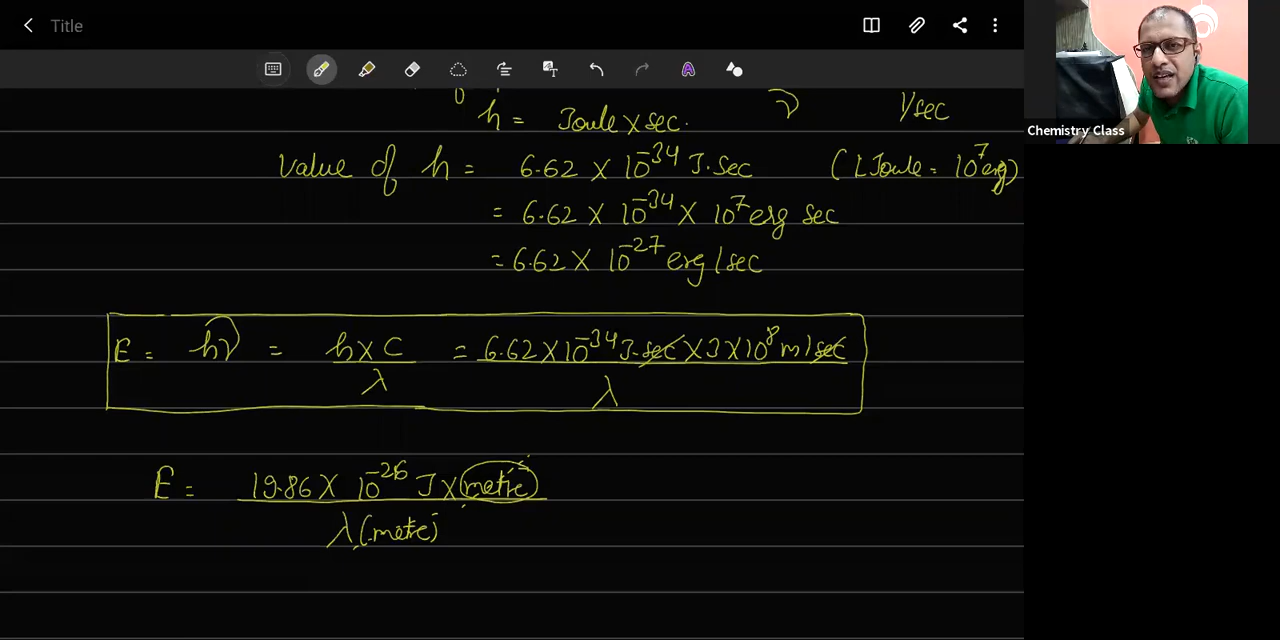 Title
h = Joule x sec. ν 1/sec
Chemistry Class
Value of h = 6.62 × 10⁻³⁴ J.Sec (1 Joule = 10⁷ erg)
= 6.62 × 10⁻³⁴ × 10⁷ erg sec
= 6.62 × 10⁻²⁷ erg/sec
E = hν = h×C/λ = 6.62×10⁻³⁴ J.sec × 3×10⁸ m/sec / λ
E = 19.86 × 10⁻²⁶ J × metre / λ(metre)